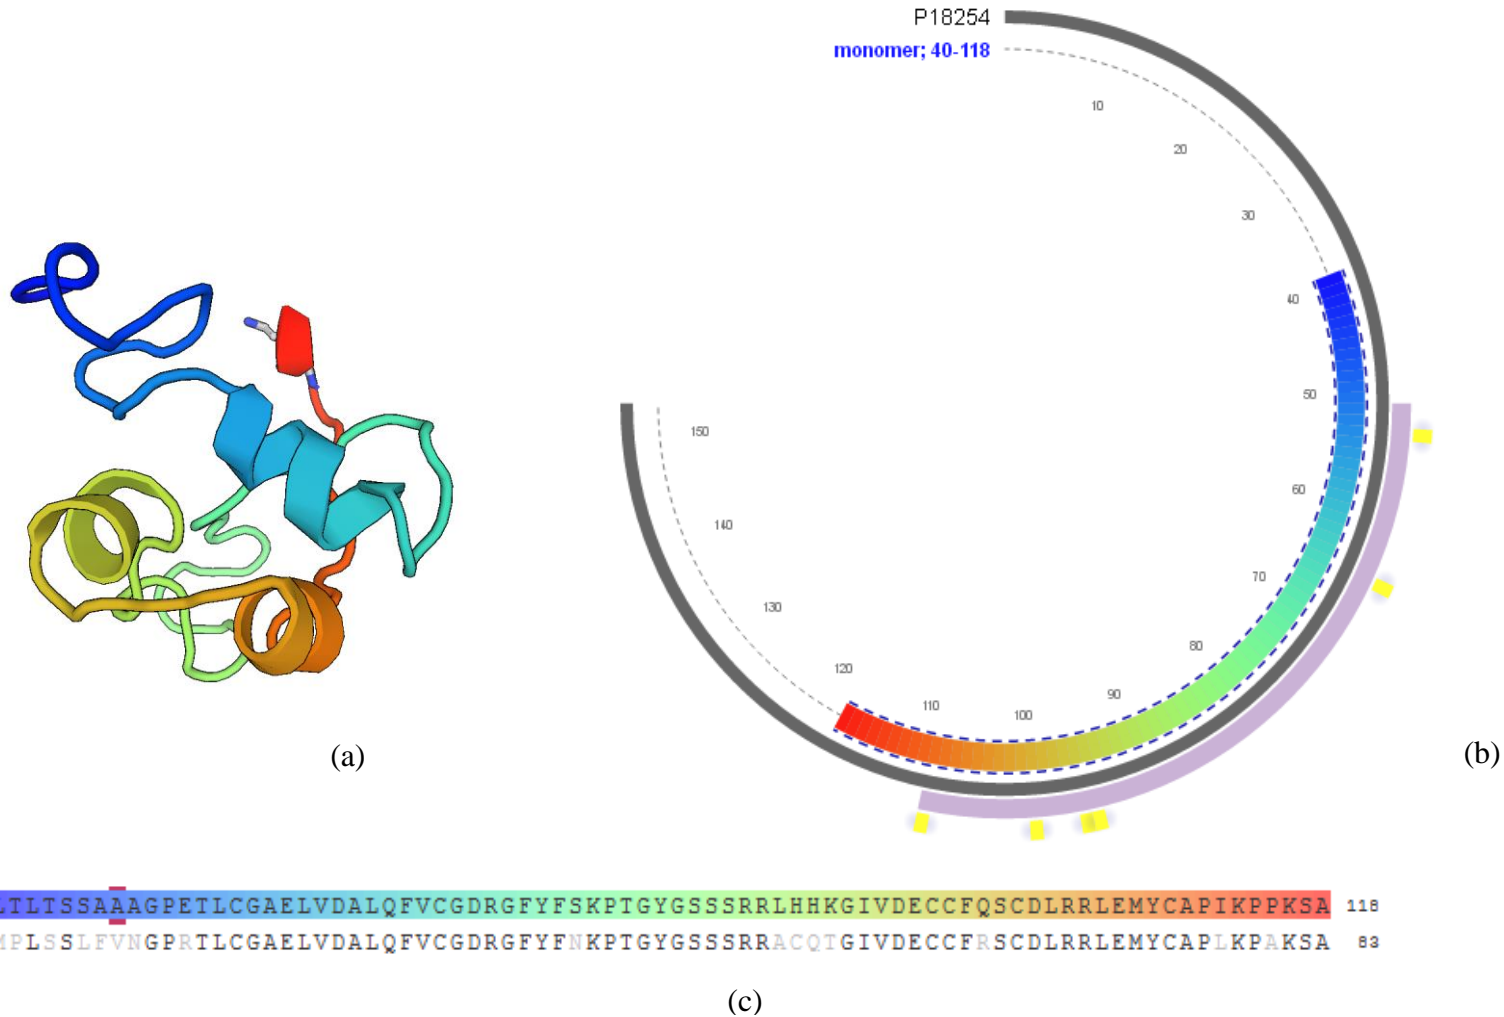 P18254
monomer; 40-118
10
20
30
40
50
60
70
80
90
100
110
120
130
140
150
(a)
(b)
LTLTSSAAAGPETLCGAELVDALQFVCGDRGFYFSKPTGYGSSSRRLHHKGIVDECCFQSCDLRRLEMYCAPIKPPKSA 118
MPLSSLFVNGPRTLCGAELVDALQFVCGDRGFYFNKPTGYGSSSRRACQTGIVDECCFRSCDLRRLEMYCAPLKPAKSA 83
(c)